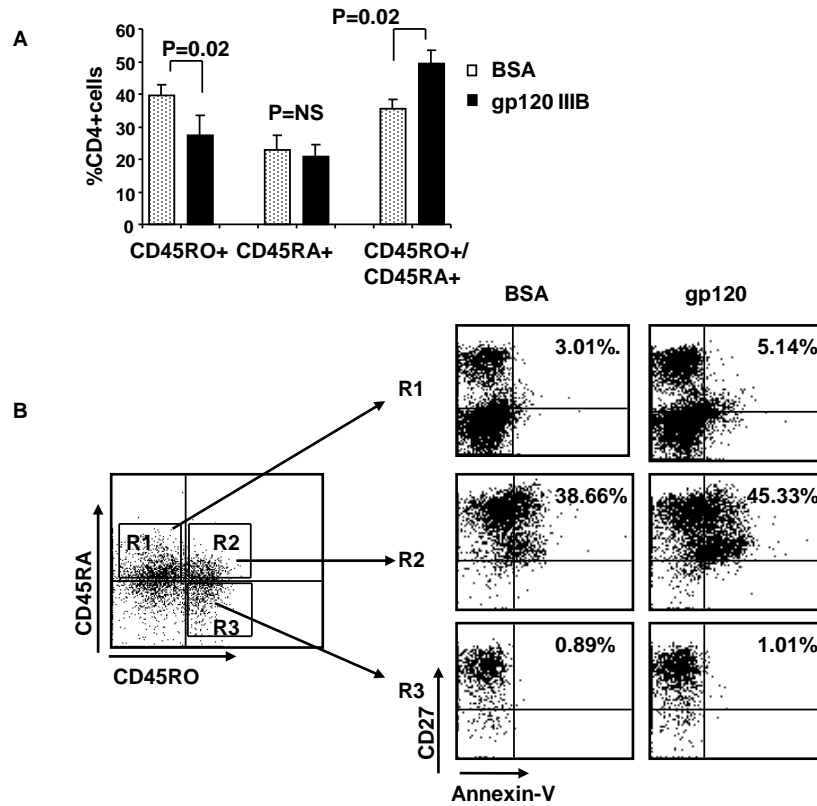 A
P=0.02
P=0.02
P=NS
BSA
gp120 IIIB
%CD4+cells
60
50
40
30
20
10
0
CD45RO+
CD45RA+
CD45RO+/
CD45RA+
BSA
gp120
B
R1
3.01%.
5.14%
R1
R2
R3
CD45RA
CD45RO
R2
38.66%
45.33%
R3
0.89%
1.01%
CD27
Annexin-V